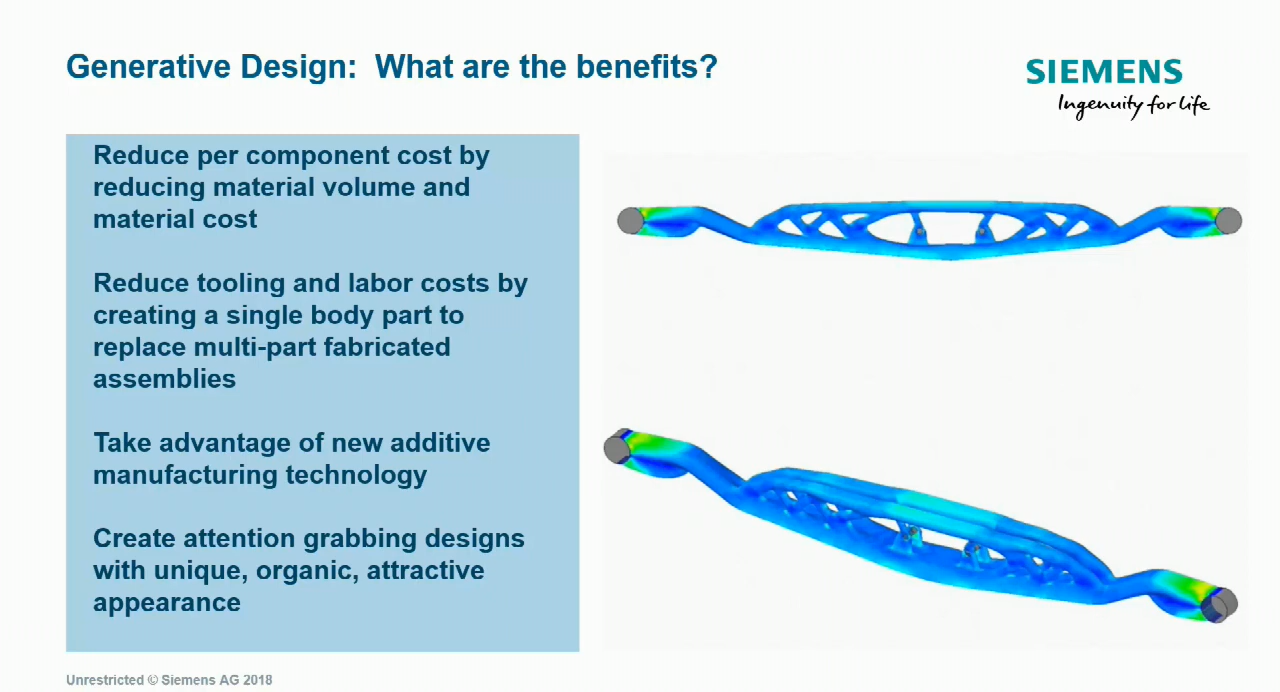 Generative Design: What are the benefits?
SIEMENS
Ingenuity for life
Reduce per component cost by
reducing material volume and
material cost
Reduce tooling and labor costs by
creating a single body part to
replace multi-part fabricated
assemblies
Take advantage of new additive
manufacturing technology
Create attention grabbing designs
with unique, organic, attractive
appearance
Unrestricted © Siemens AG 2018